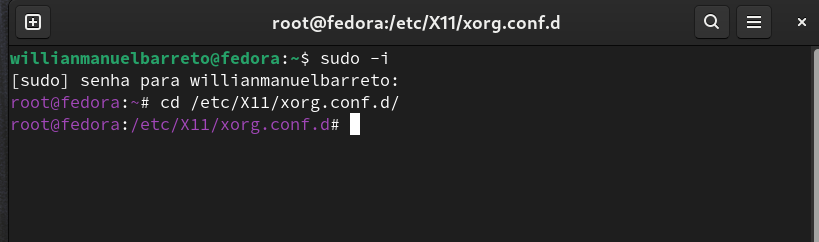 root@fedora:/etc/X11/xorg.conf.d
willianmanuelbarreto@fedora:~$ sudo -i
[sudo] senha para willianmanuelbarreto:
root@fedora:~# cd /etc/X11/xorg.conf.d/
root@fedora:/etc/X11/xorg.conf.d#